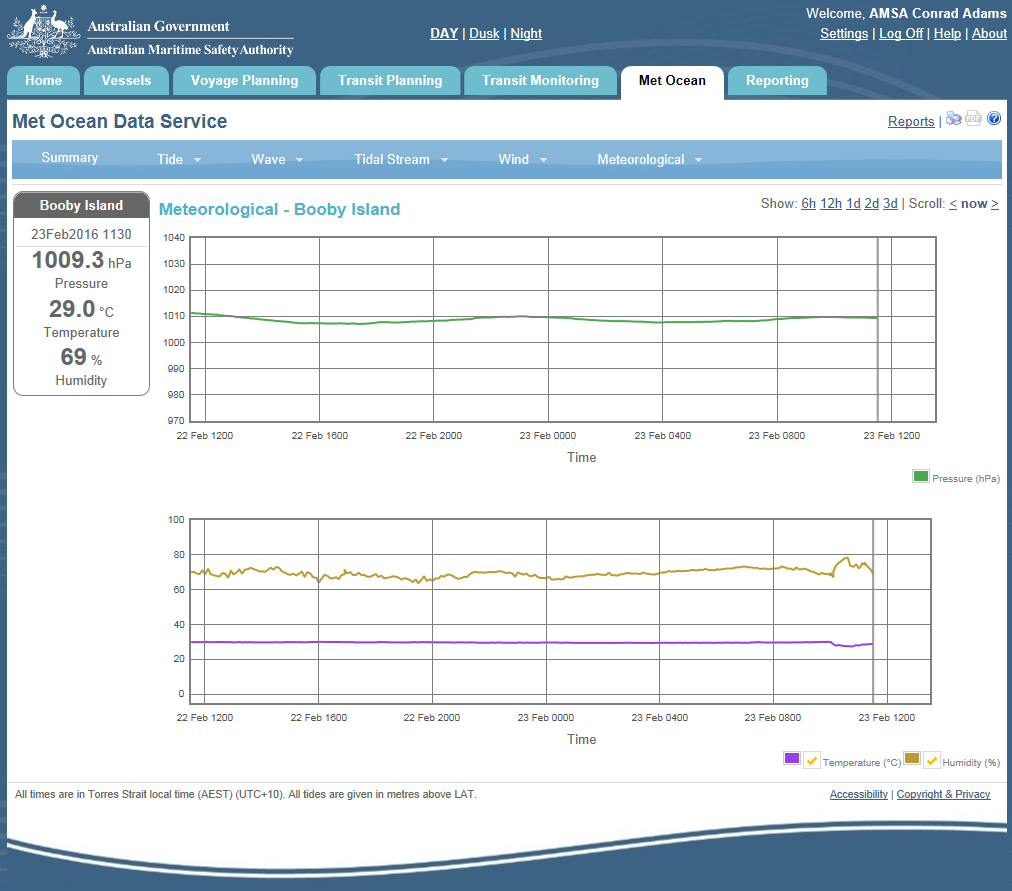 Australian Government
Australian Maritime Safety Authority
DAY | Dusk | Night
Welcome, AMSA Conrad Adams
Settings | Log Off | Help | About
Home Vessels Voyage Planning Transit Planning Transit Monitoring Met Ocean Reporting
Met Ocean Data Service
Reports |
PDF
?
Summary Tide Wave Tidal Stream Wind Meteorological
Booby Island
23Feb2016 1130
1009.3 hPa
Pressure
29.0 °C
Temperature
69 %
Humidity
Meteorological - Booby Island
Show: 6h 12h 1d 2d 3d | Scroll: < now >
1040
1030
1020
1010
1000
990
980
970
22 Feb 1200 22 Feb 1600 22 Feb 2000 23 Feb 0000 23 Feb 0400 23 Feb 0800 23 Feb 1200
Time
Pressure (hPa)
100
80
60
40
20
0
22 Feb 1200 22 Feb 1600 22 Feb 2000 23 Feb 0000 23 Feb 0400 23 Feb 0800 23 Feb 1200
Time
Temperature (°C) Humidity (%)
All times are in Torres Strait local time (AEST) (UTC+10). All tides are given in metres above LAT.
Accessibility | Copyright & Privacy